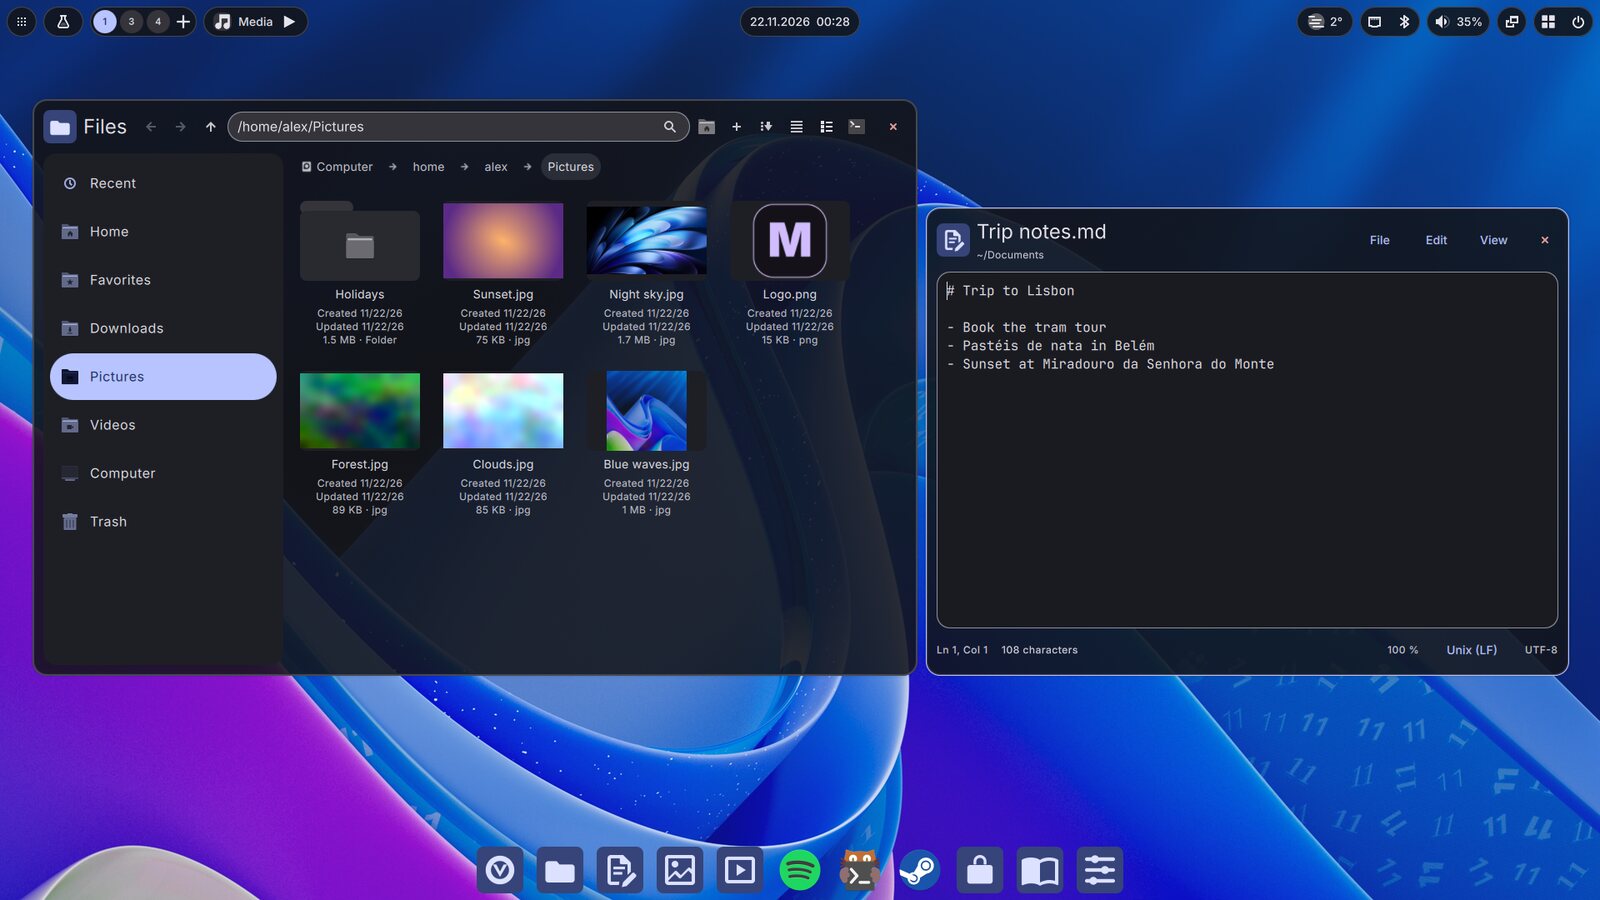 1 3 4 Media
22.11.2026 00:28
2° 35%
Files
/home/alex/Pictures
Computer home alex Pictures
Recent
Home
Favorites
Downloads
Pictures
Videos
Computer
Trash
Holidays
Created 11/22/26
Updated 11/22/26
1.5 MB · Folder
Sunset.jpg
Created 11/22/26
Updated 11/22/26
75 KB · jpg
Night sky.jpg
Created 11/22/26
Updated 11/22/26
1.7 MB · jpg
M
Logo.png
Created 11/22/26
Updated 11/22/26
15 KB · png
Forest.jpg
Created 11/22/26
Updated 11/22/26
89 KB · jpg
Clouds.jpg
Created 11/22/26
Updated 11/22/26
85 KB · jpg
Blue waves.jpg
Created 11/22/26
Updated 11/22/26
1 MB · jpg
Trip notes.md
~/Documents
File Edit View
# Trip to Lisbon
- Book the tram tour
- Pastéis de nata in Belém
- Sunset at Miradouro da Senhora do Monte
Ln 1, Col 1 108 characters
100 % Unix (LF) UTF-8